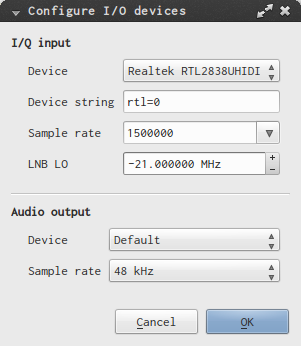 Configure I/O devices
I/Q input
Device Realtek RTL2838UHIDI
Device string rtl=0
Sample rate 1500000
LNB LO -21.000000 MHz
Audio output
Device Default
Sample rate 48 kHz
Cancel OK